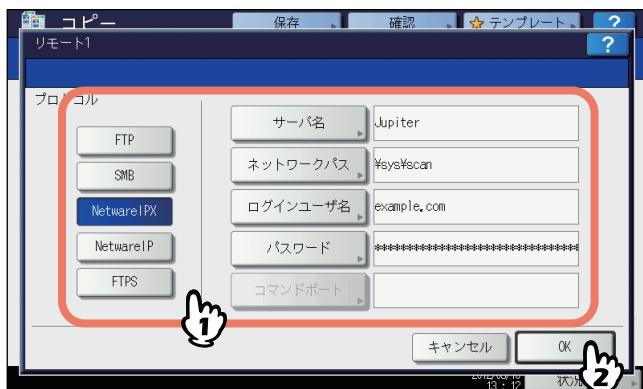 コピー 保存 確認 テンプレート ?
リモート1 ?
プロトコル
FTP
SMB
NetwareIPX
NetwareIP
FTPS
サーバ名 Jupiter
ネットワークパス ¥sys¥scan
ログインユーザ名 example.com
パスワード ************************************
コマンドポート
1
キャンセル OK
2
13:12 状況